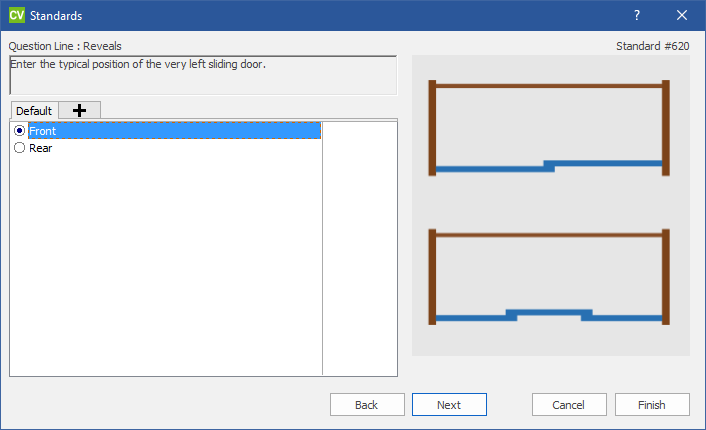 CV Standards ?
Question Line : Reveals
Standard #620
Enter the typical position of the very left sliding door.
Default
Front
Rear
Back Next Cancel Finish